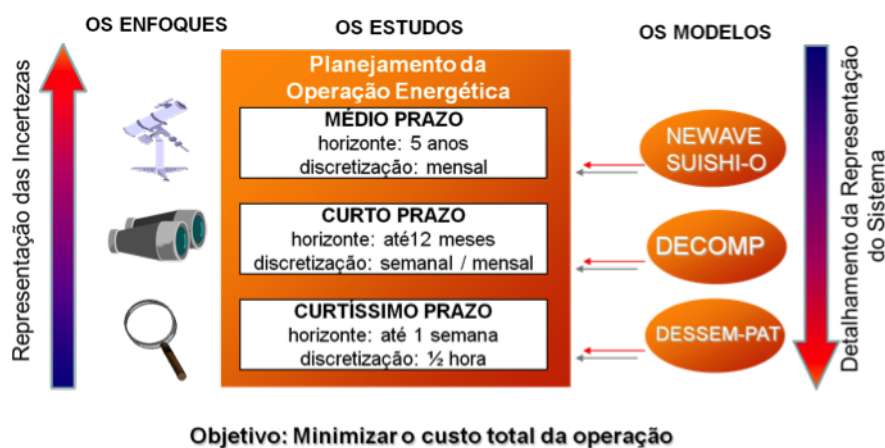 OS ENFOQUES
OS ESTUDOS
OS MODELOS
Representação das Incertezas
Planejamento da
Operação Energética
MÉDIO PRAZO
horizonte: 5 anos
discretização: mensal
CURTO PRAZO
horizonte: até12 meses
discretização: semanal / mensal
CURTÍSSIMO PRAZO
horizonte: até 1 semana
discretização: ½ hora
NEWAVE
SUISHI-O
DECOMP
DESSEM-PAT
Detalhamento da Representação
do Sistema
Objetivo: Minimizar o custo total da operação